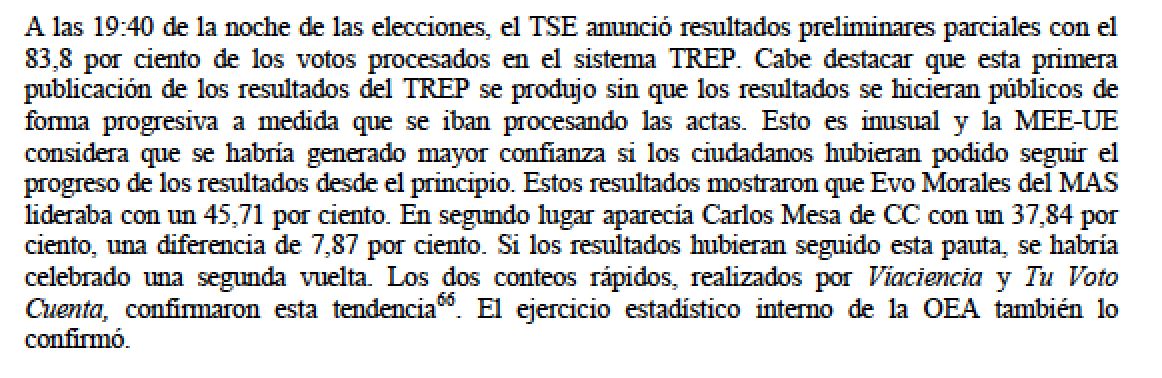 A las 19:40 de la noche de las elecciones, el TSE anunció resultados preliminares parciales con el
83,8 por ciento de los votos procesados en el sistema TREP. Cabe destacar que esta primera
publicación de los resultados del TREP se produjo sin que los resultados se hicieran públicos de
forma progresiva a medida que se iban procesando las actas. Esto es inusual y la MEE-UE
considera que se habría generado mayor confianza si los ciudadanos hubieran podido seguir el
progreso de los resultados desde el principio. Estos resultados mostraron que Evo Morales del MAS
lideraba con un 45,71 por ciento. En segundo lugar aparecía Carlos Mesa de CC con un 37,84 por
ciento, una diferencia de 7,87 por ciento. Si los resultados hubieran seguido esta pauta, se habría
celebrado una segunda vuelta. Los dos conteos rápidos, realizados por Viaciencia y Tu Voto
Cuenta, confirmaron esta tendencia66. El ejercicio estadístico interno de la OEA también lo
confirmó.